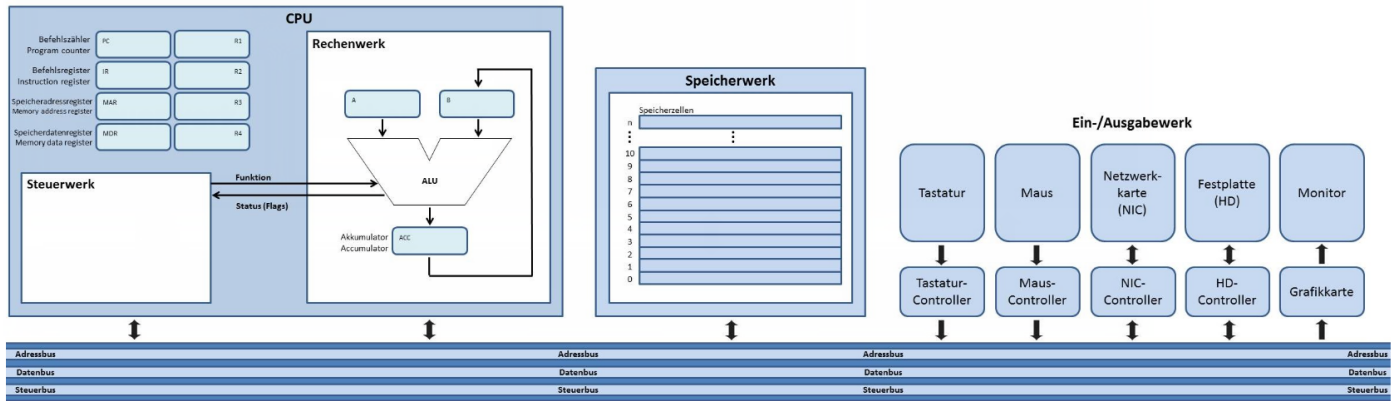 CPU
Befehlszähler
Program counter
PC
R1
Befehlsregister
Instruction register
IR
R2
Speicheradressregister
Memory address register
MAR
R3
Speicherdatenregister
Memory data register
MDR
R4
Steuerwerk
Funktion
Status (Flags)
Rechenwerk
A
B
ALU
Akkumulator
Accumulator
ACC
Speicherwerk
Speicherzellen
n
10
9
8
7
6
5
4
3
2
1
0
Ein-/Ausgabewerk
Tastatur
Maus
Netzwerk-
karte
(NIC)
Festplatte
(HD)
Monitor
Tastatur-
Controller
Maus-
Controller
NIC-
Controller
HD-
Controller
Grafikkarte
Adressbus Adressbus Adressbus Adressbus
Datenbus Datenbus Datenbus Datenbus
Steuerbus Steuerbus Steuerbus Steuerbus